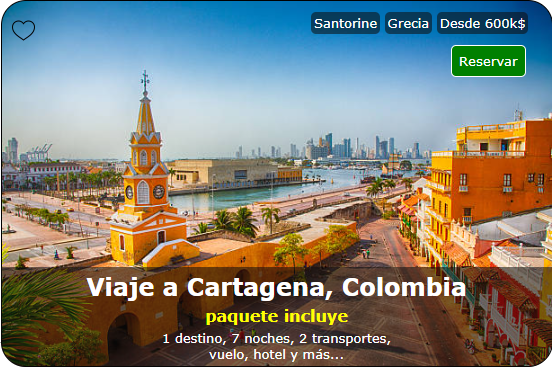 Santorine Grecia Desde 600k$
Reservar
Viaje a Cartagena, Colombia
paquete incluye
1 destino, 7 noches, 2 transportes,
vuelo, hotel y más...